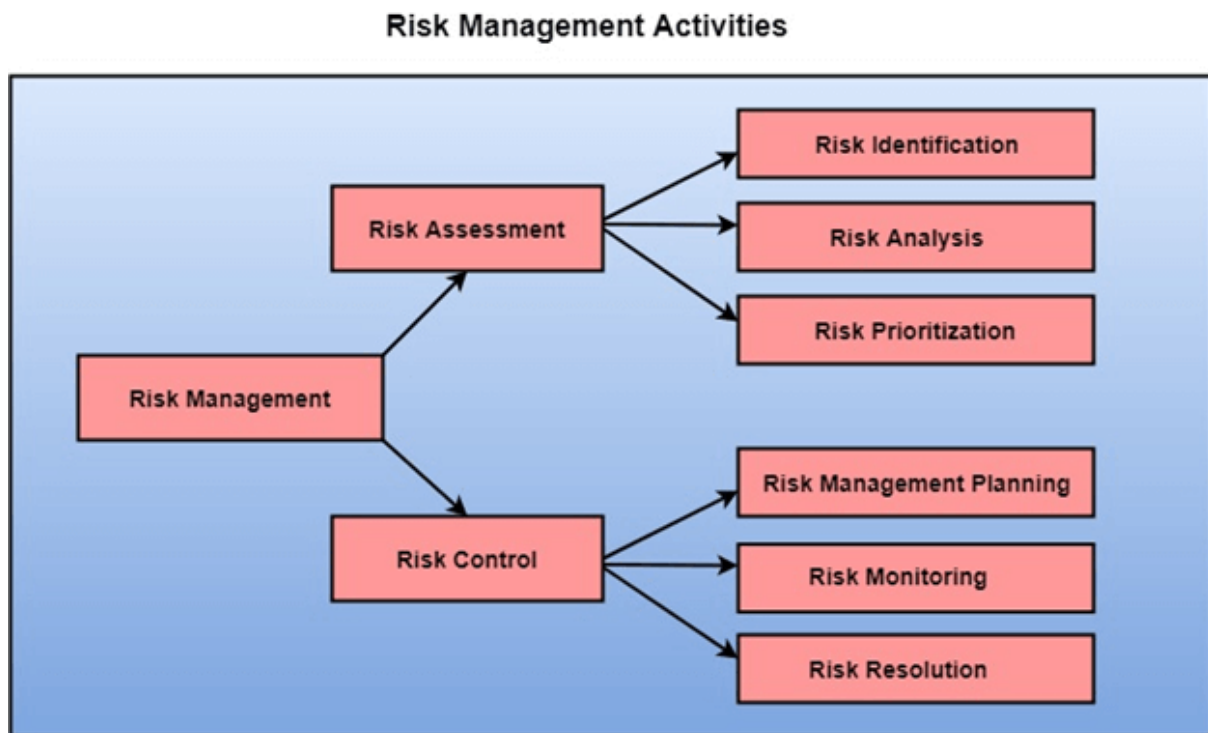 Risk Management Activities
Risk Identification
Risk Assessment
Risk Analysis
Risk Prioritization
Risk Management
Risk Management Planning
Risk Control
Risk Monitoring
Risk Resolution